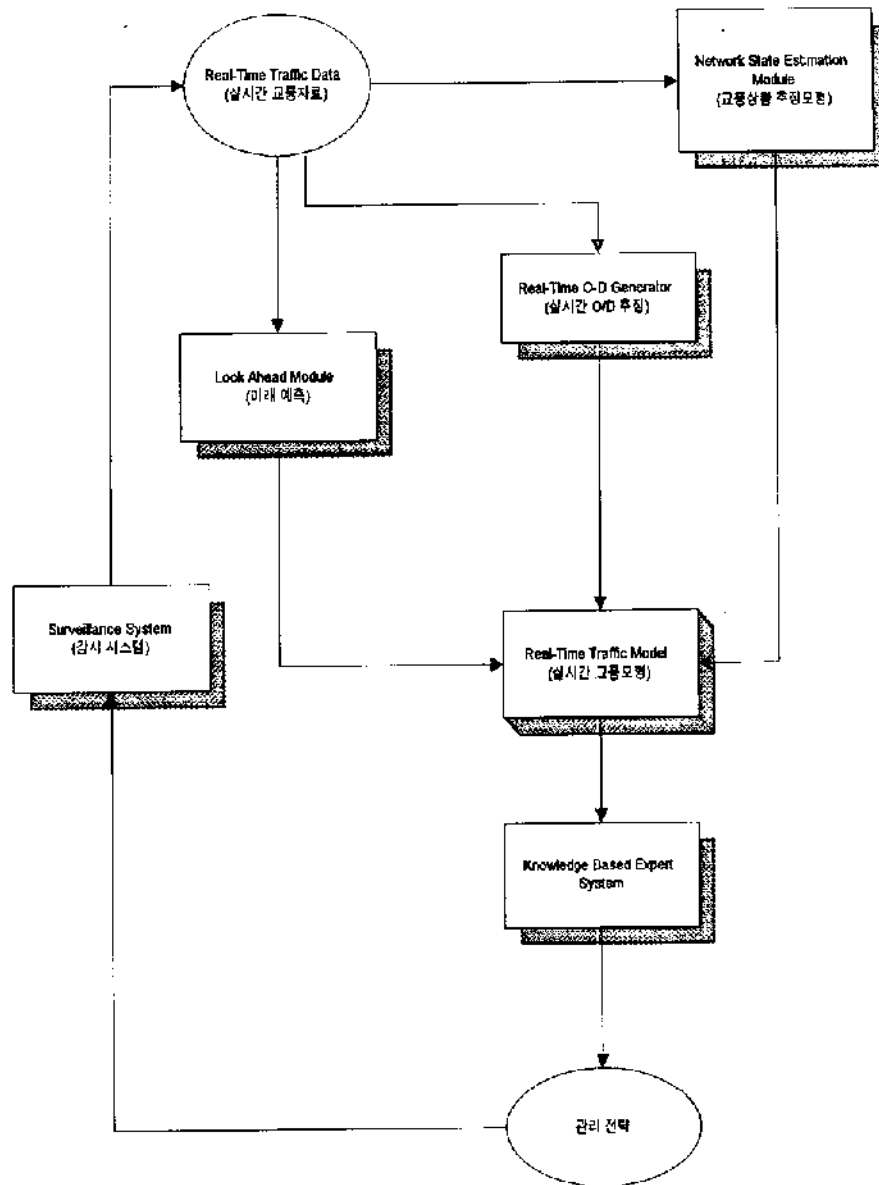 Real-Time Traffic Data
(실시간 교통자료)
Network State Estmation
Module
(교통상황 추정모형)
Real-Time O-D Generator
(실시간 O/D 추정)
Look Ahead Module
(미래 예측)
Surveillance System
(감시 시스템)
Real-Time Traffic Model
(실시간 교통모형)
Knowledge Based Expert
System
관리 전략